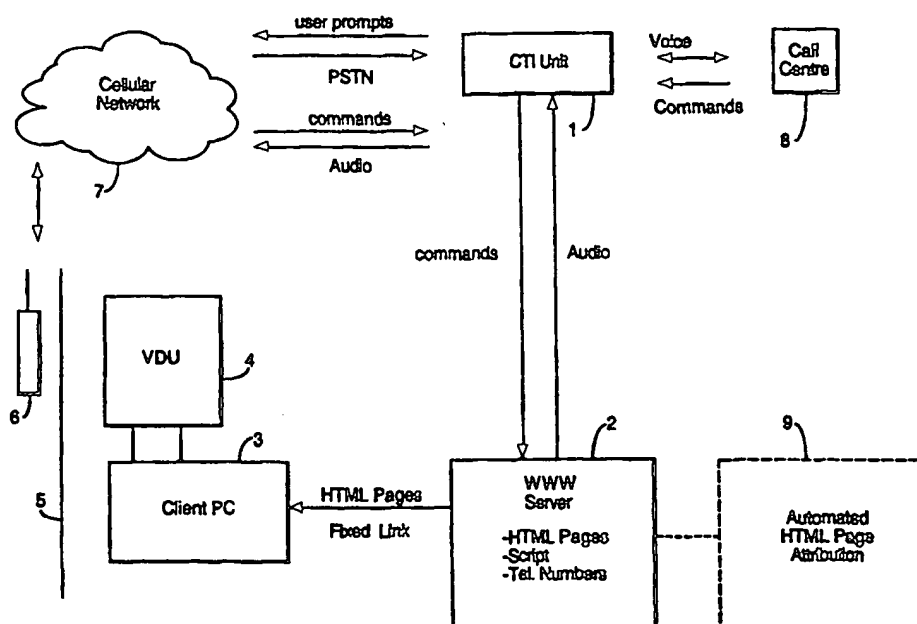 user prompts
PSTN
Cellular
Network
commands
Audio
7
CTI Unit
1
Voice
Commands
Call
Centre
8
commands
Audio
6
5
VDU
4
3
Client PC
HTML Pages
Fixed Link
2
WWW
Server
-HTML Pages
-Script
-Tel. Numbers
9
Automated
HTML Page
Attribution